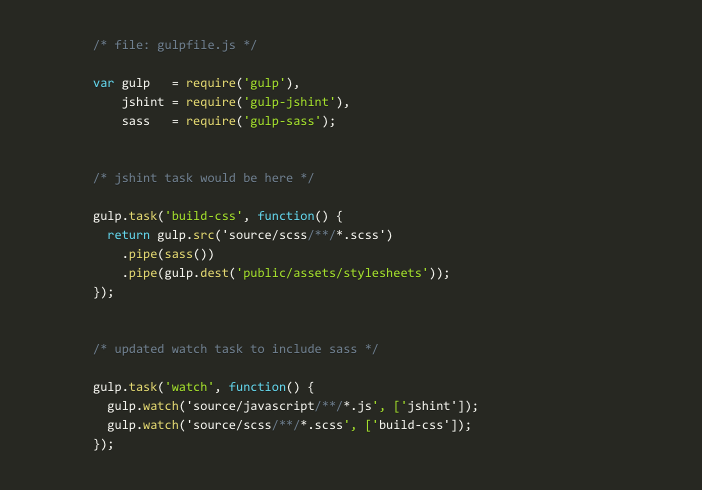 /* file: gulpfile.js */
var gulp   = require('gulp'),
    jshint = require('gulp-jshint'),
    sass   = require('gulp-sass');
/* jshint task would be here */
gulp.task('build-css', function() {
  return gulp.src('source/scss/**/*.scss')
    .pipe(sass())
    .pipe(gulp.dest('public/assets/stylesheets'));
});
/* updated watch task to include sass */
gulp.task('watch', function() {
  gulp.watch('source/javascript/**/*.js', ['jshint']);
  gulp.watch('source/scss/**/*.scss', ['build-css']);
});